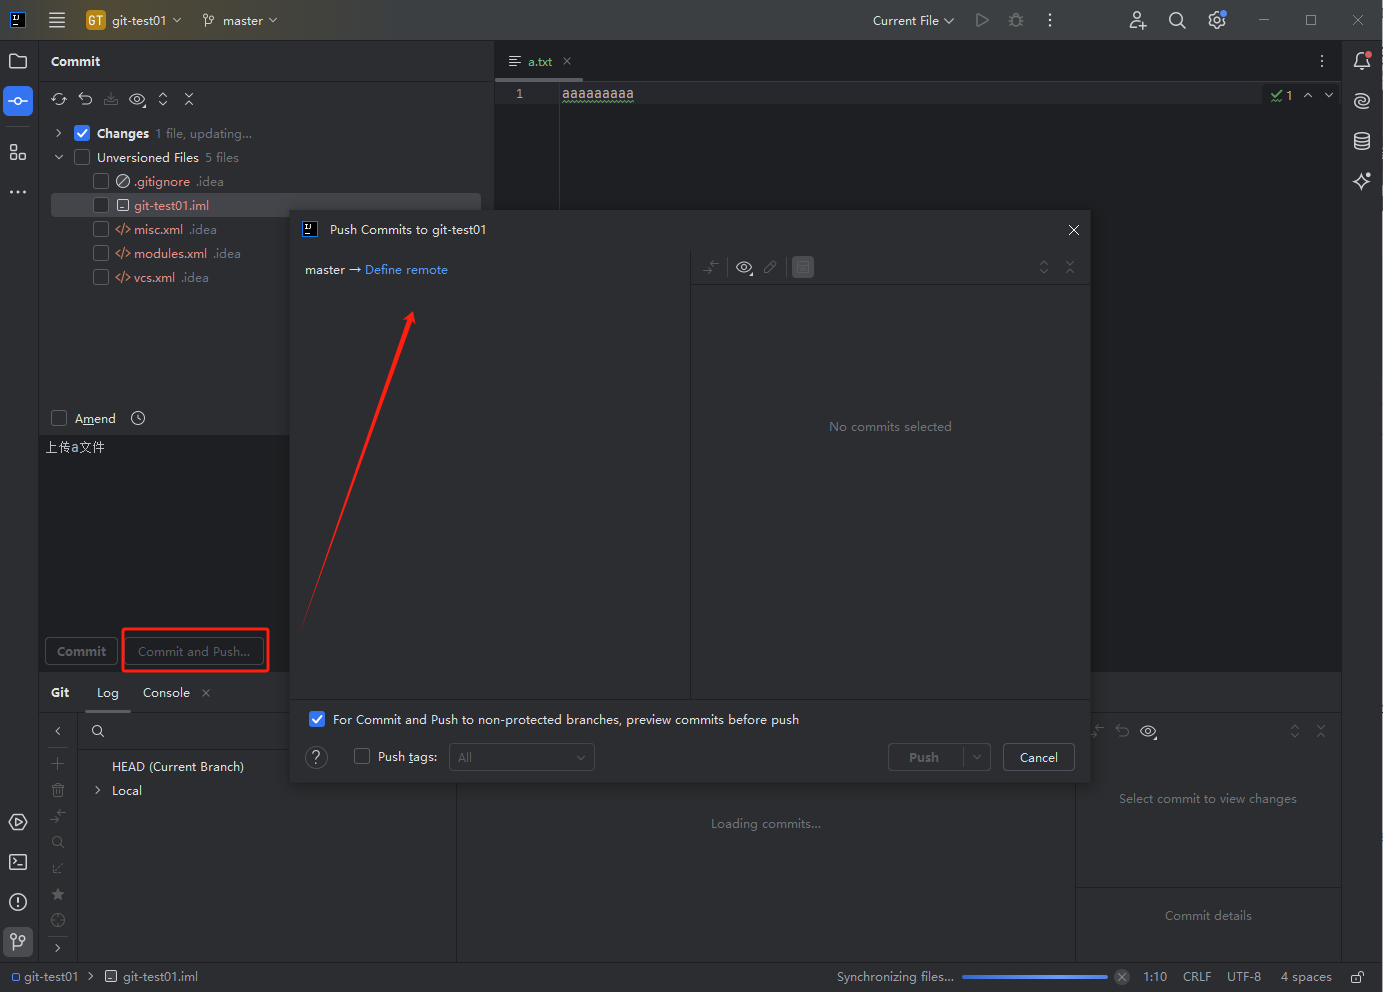 GT git-test01 master Current File
Commit
a.txt
1 aaaaaaaaa 1
Changes 1 file, updating...
Unversioned Files 5 files
.gitignore .idea
git-test01.iml
misc.xml .idea
modules.xml .idea
vcs.xml .idea
Push Commits to git-test01
master → Define remote
No commits selected
Amend
上传a文件
Commit Commit and Push...
For Commit and Push to non-protected branches, preview commits before push
? Push tags: All Push Cancel
Git Log Console
HEAD (Current Branch)
Local
Loading commits...
Select commit to view changes
Commit details
git-test01 > git-test01.iml Synchronizing files... 1:10 CRLF UTF-8 4 spaces